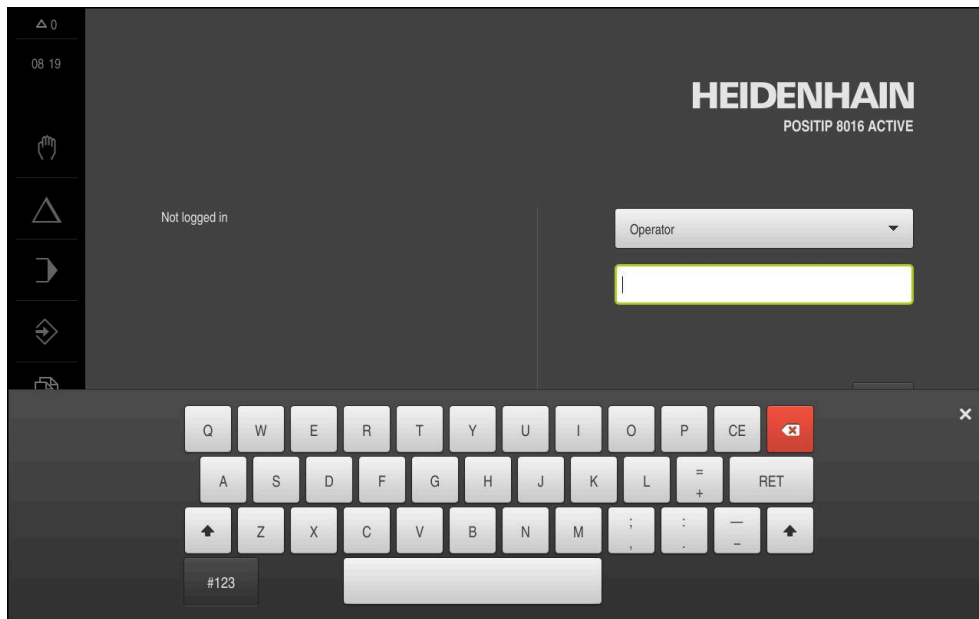 0
08 19
HEIDENHAIN
POSITIP 8016 ACTIVE
Not logged in
Operator
Q W E R T Y U I O P CE
A S D F G H J K L = + RET
Z X C V B N M ; , : . — –
#123